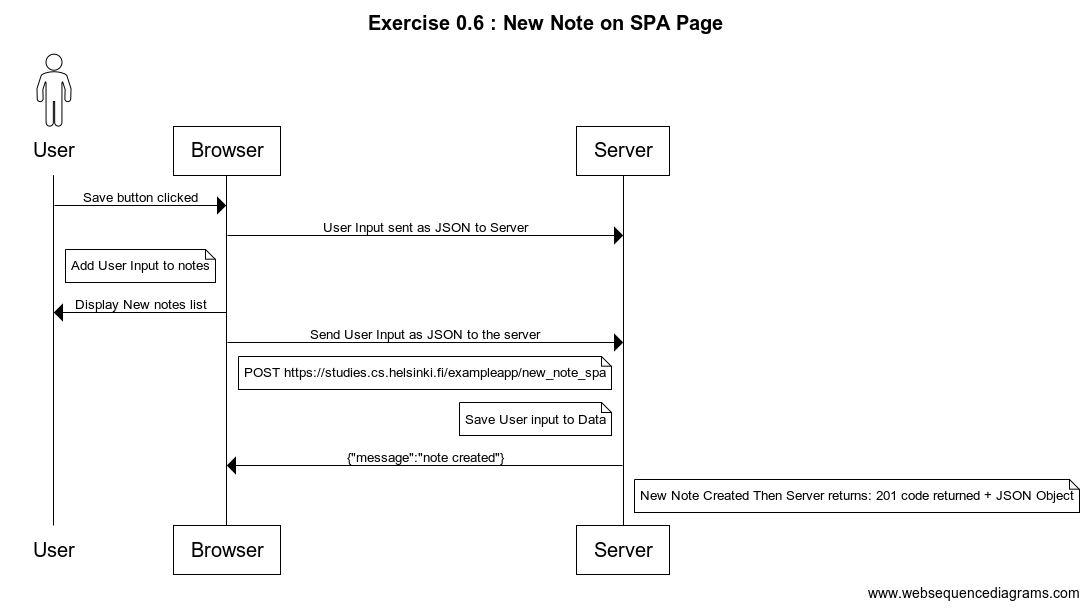 Exercise 0.6 : New Note on SPA Page
User
Browser
Server
Save button clicked
User Input sent as JSON to Server
Add User Input to notes
Display New notes list
Send User Input as JSON to the server
POST https://studies.cs.helsinki.fi/exampleapp/new_note_spa
Save User input to Data
{"message":"note created"}
New Note Created Then Server returns: 201 code returned + JSON Object
User
Browser
Server
www.websequencediagrams.com